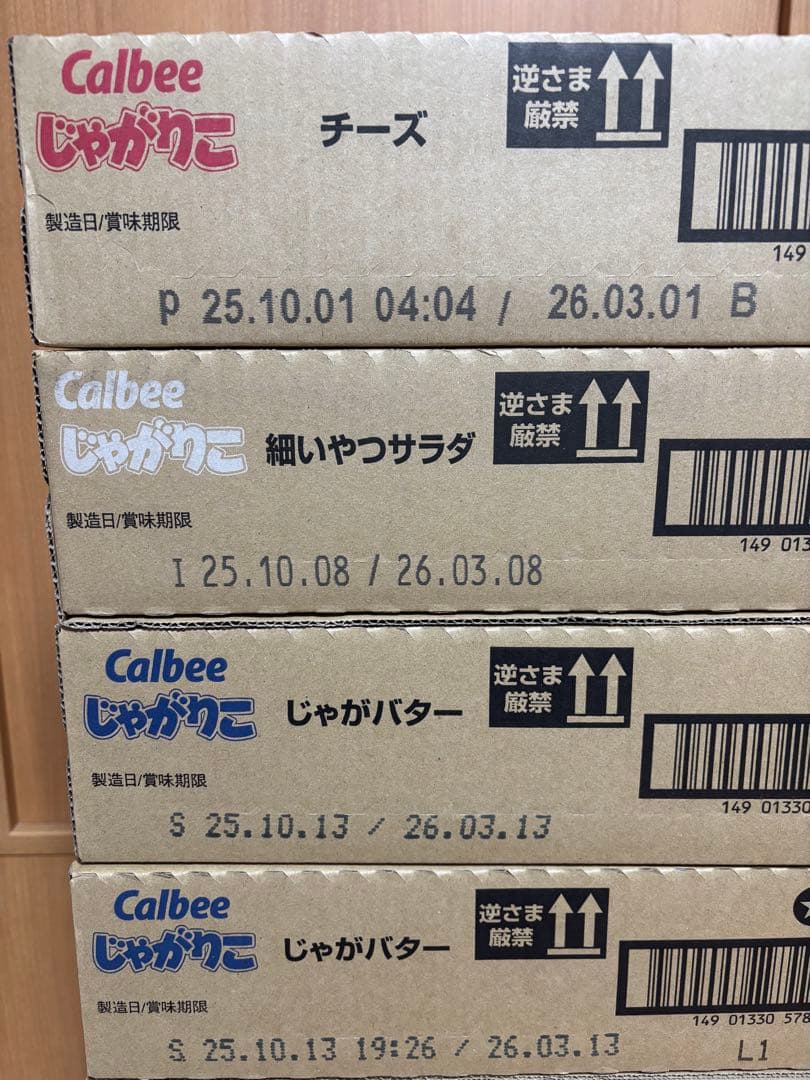 Calbee
じゃがりこ
チーズ
逆さま
厳禁
製造日/賞味期限
149
P 25.10.01 04:04 / 26.03.01 B
Calbee
じゃがりこ
細いやつサラダ
逆さま
厳禁
製造日/賞味期限
149 013
I 25.10.08 / 26.03.08
Calbee
じゃがりこ
じゃがバター
逆さま
厳禁
製造日/賞味期限
149 01330
S 25.10.13 / 26.03.13
Calbee
じゃがりこ
じゃがバター
逆さま
厳禁
製造日/賞味期限
149 01330 578
S 25.10.13 19:26 / 26.03.13 L1